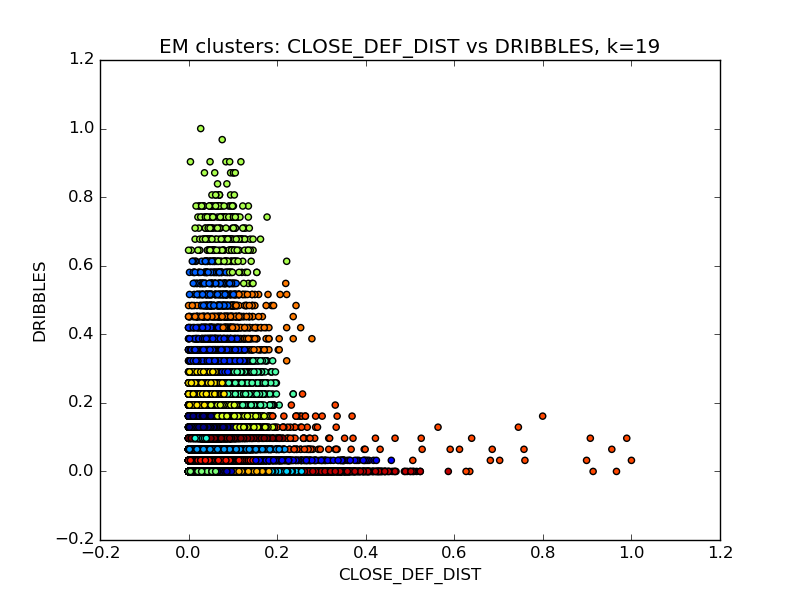 EM clusters: CLOSE_DEF_DIST vs DRIBBLES, k=19
1.2
1.0
0.8
0.6
0.4
0.2
0.0
−0.2
DRIBBLES
−0.2 0.0 0.2 0.4 0.6 0.8 1.0 1.2
CLOSE_DEF_DIST